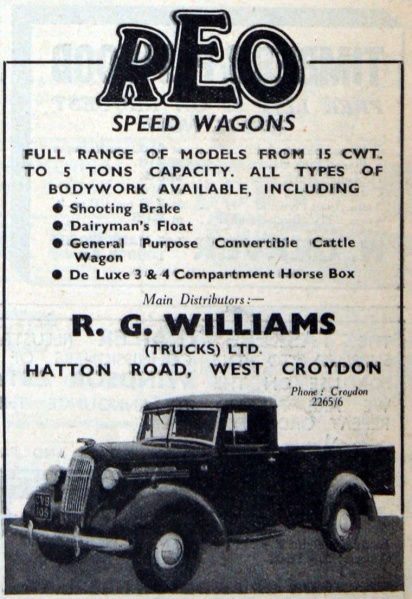 REO
SPEED WAGONS
FULL RANGE OF MODELS FROM 15 CWT.
TO 5 TONS CAPACITY. ALL TYPES OF
BODYWORK AVAILABLE, INCLUDING
● Shooting Brake
● Dairyman's Float
● General Purpose Convertible Cattle
Wagon
● De Luxe 3 & 4 Compartment Horse Box
Main Distributors:—
R. G. WILLIAMS
(TRUCKS) LTD.
HATTON ROAD, WEST CROYDON
Phone: Croydon
2265/6